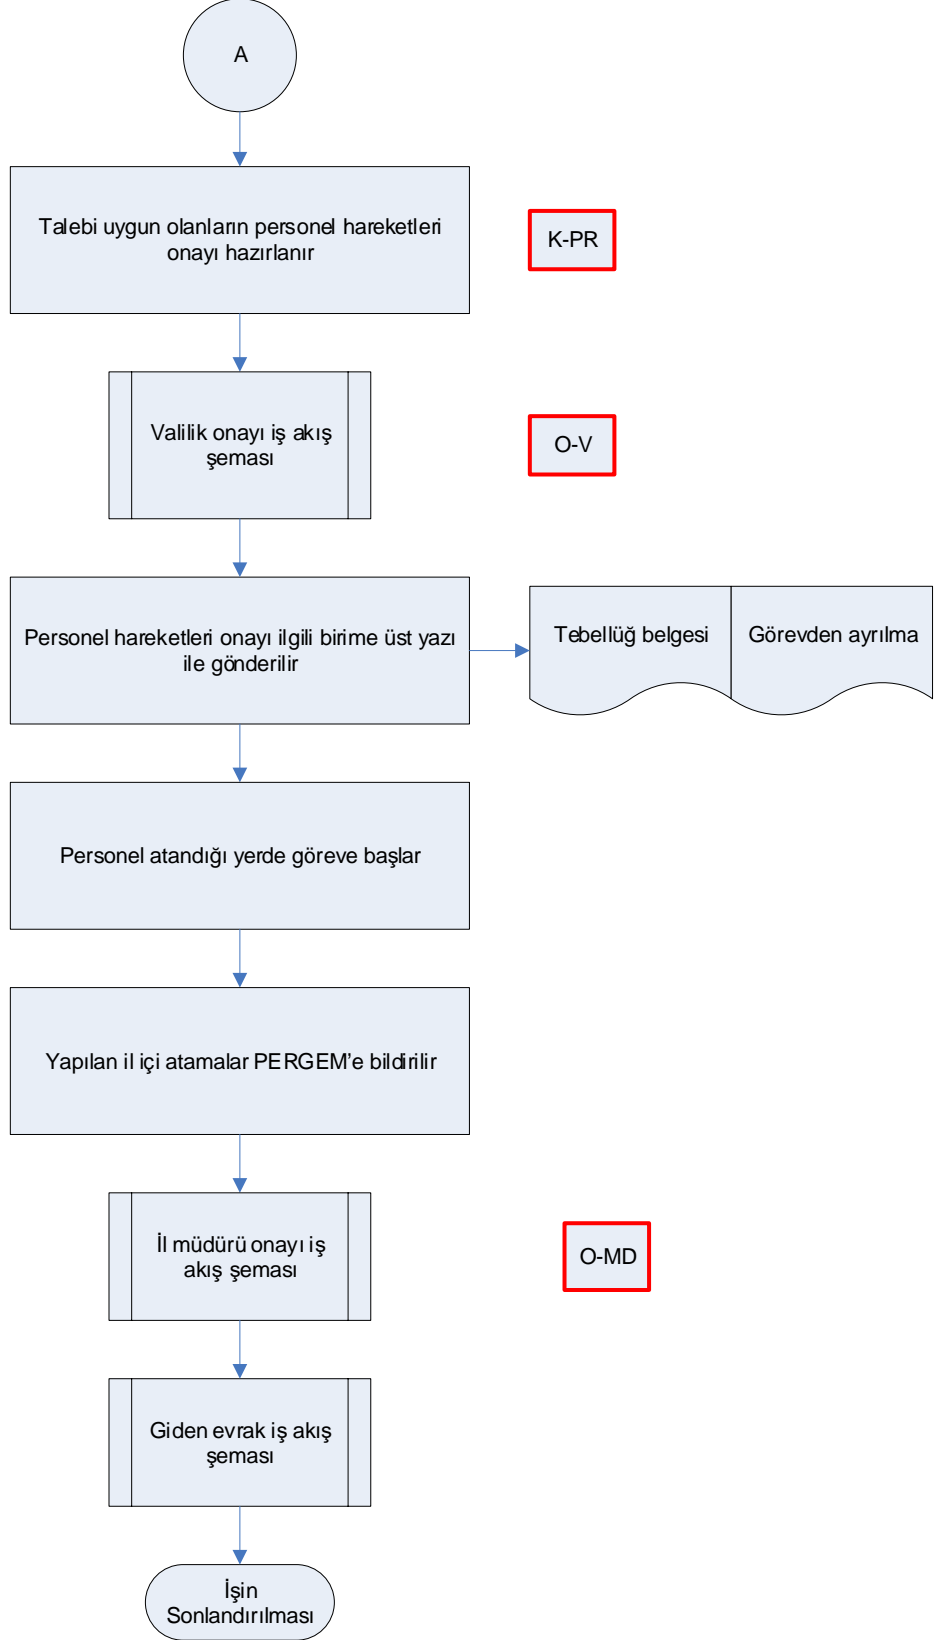 A
Talebi uygun olanların personel hareketleri
onayı hazırlanır
K-PR
Valilik onayı iş akış
şeması
O-V
Personel hareketleri onayı ilgili birime üst yazı
ile gönderilir
Tebellüğ belgesi
Görevden ayrılma
Personel atandığı yerde göreve başlar
Yapılan il içi atamalar PERGEM’e bildirilir
İl müdürü onayı iş
akış şeması
O-MD
Giden evrak iş akış
şeması
İşin
Sonlandırılması